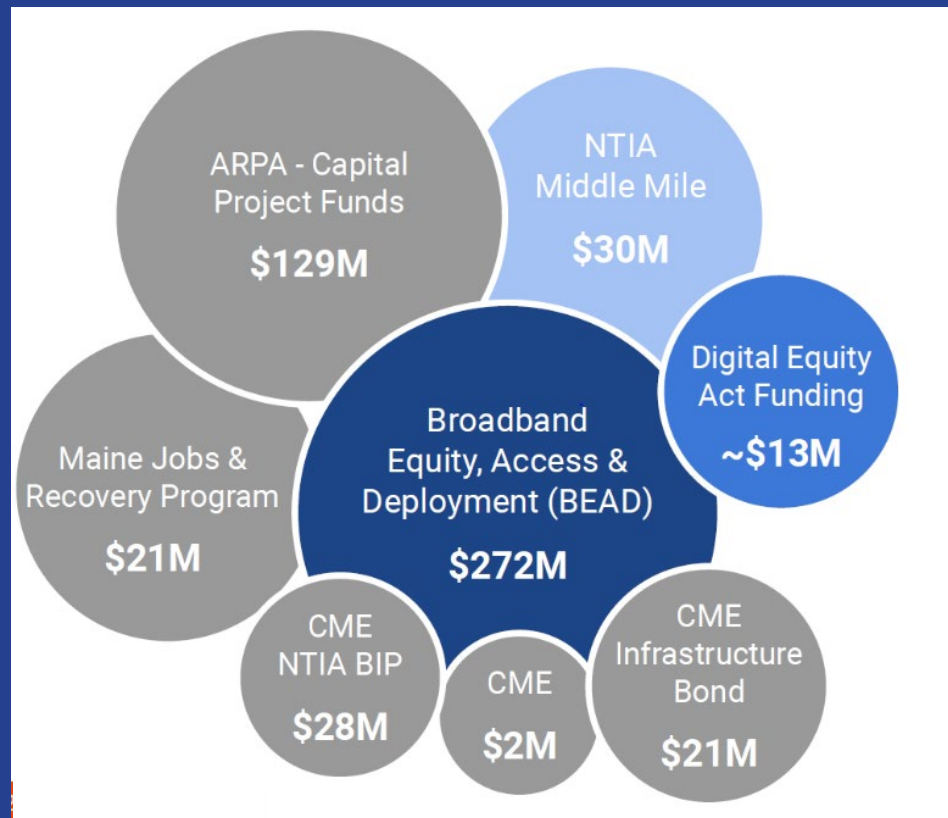 ARPA - Capital
Project Funds
$129M
NTIA
Middle Mile
$30M
Digital Equity
Act Funding
~$13M
Broadband
Equity, Access &
Deployment (BEAD)
$272M
Maine Jobs &
Recovery Program
$21M
CME
NTIA BIP
$28M
CME
$2M
CME
Infrastructure
Bond
$21M